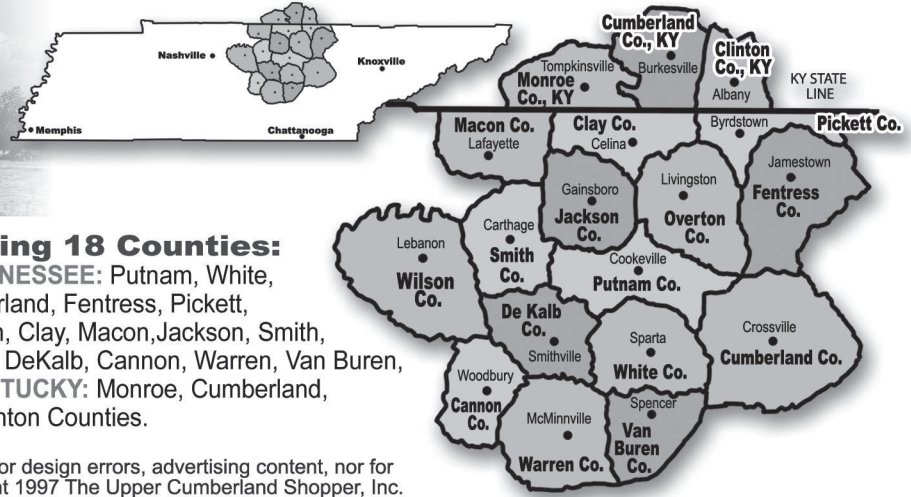 Nashville
Knoxville
Memphis
Chattanooga
Cumberland
Co., KY
Burkesville
Clinton
Co., KY
Albany
Tompkinsville
Monroe
Co., KY
KY STATE
LINE
Macon Co.
Lafayette
Clay Co.
Celina
Byrdstown
Pickett Co.
Jamestown
Fentress
Co.
Livingston
Overton
Co.
Gainsboro
Jackson
Co.
Carthage
Smith
Co.
Lebanon
Wilson
Co.
Cookeville
Putnam Co.
De Kalb
Co.
Smithville
Sparta
White Co.
Crossville
Cumberland Co.
Woodbury
Cannon
Co.
McMinnville
Warren Co.
Spencer
Van
Buren
Co.
ing 18 Counties:
NESSEE: Putnam, White,
erland, Fentress, Pickett,
n, Clay, Macon,Jackson, Smith,
DeKalb, Cannon, Warren, Van Buren,
TUCKY: Monroe, Cumberland,
nton Counties.
or design errors, advertising content, nor for
nt 1997 The Upper Cumberland Shopper, Inc.